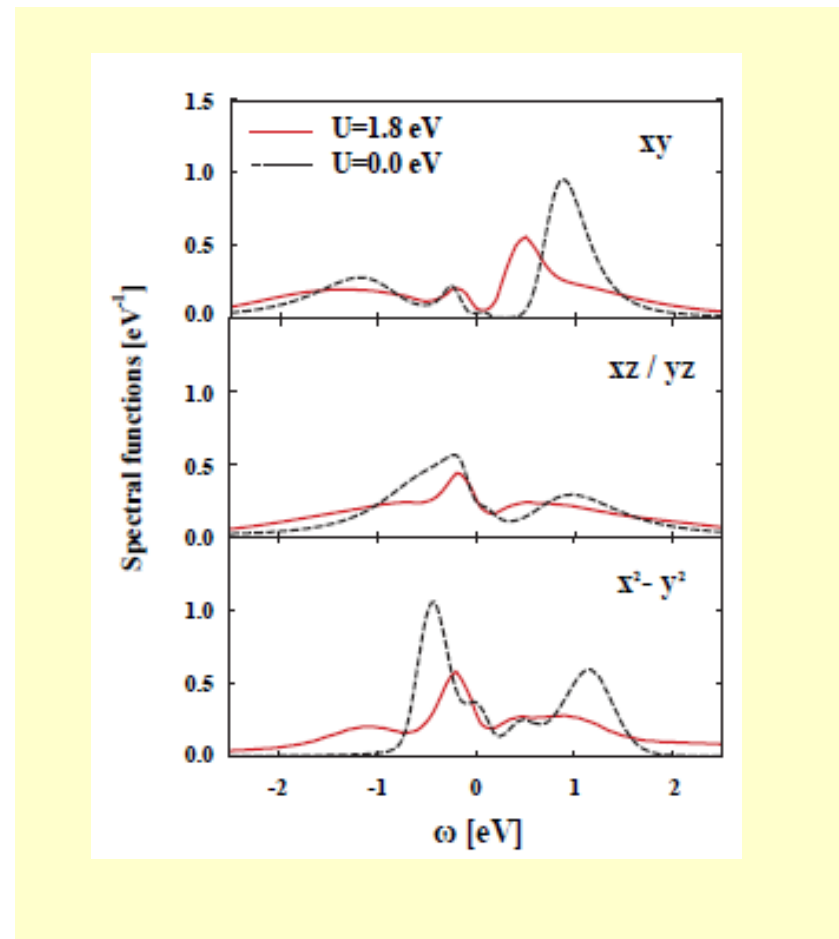 1.5
U=1.8 eV
U=0.0 eV
xy
1.0
0.5
0.0
Spectral functions [eV⁻¹]
xz / yz
1.0
0.5
0.0
x²- y²
1.0
0.5
0.0
-2 -1 0 1 2
ω [eV]